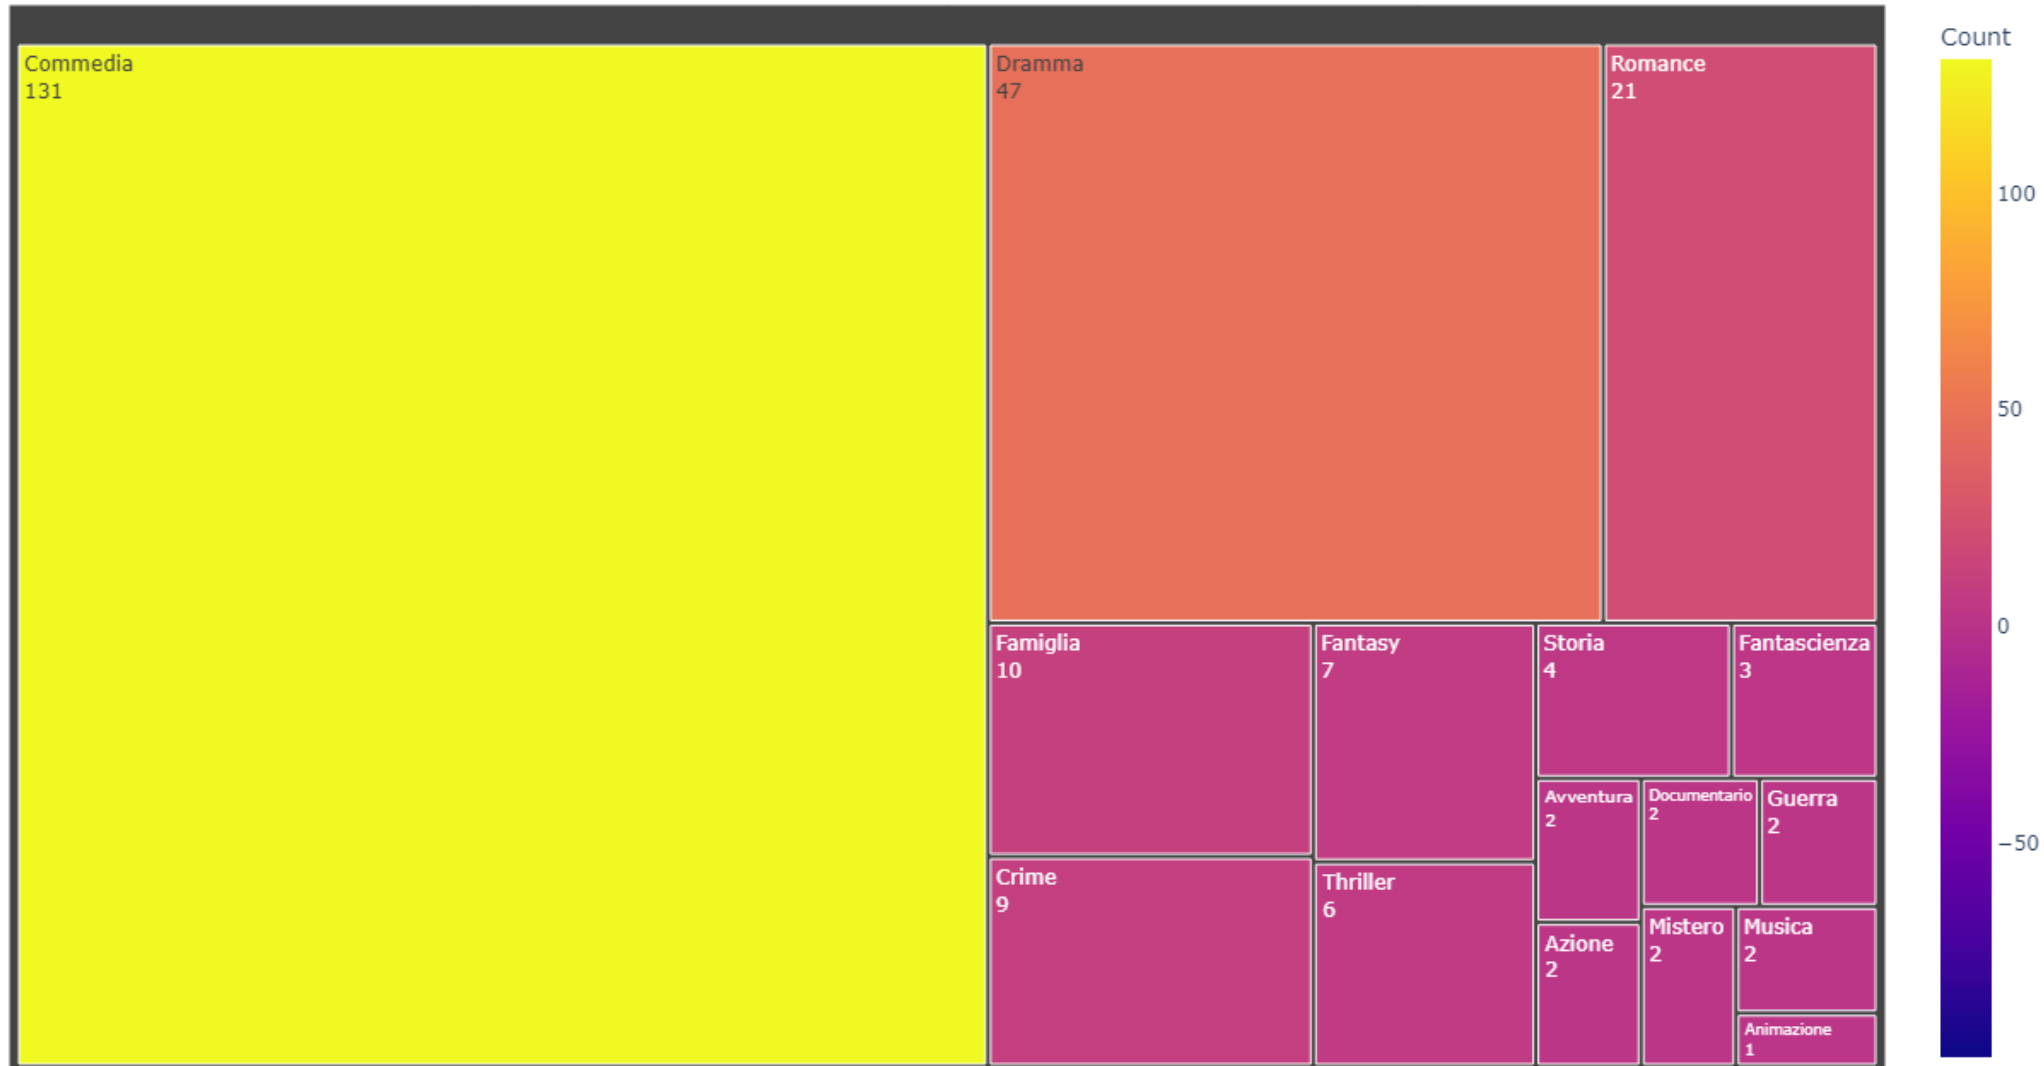 Commedia
131
Dramma
47
Romance
21
Famiglia
10
Fantasy
7
Storia
4
Fantascienza
3
Crime
9
Thriller
6
Avventura
2
Documentario
2
Guerra
2
Azione
2
Mistero
2
Musica
2
Animazione
1
Count
100
50
0
−50